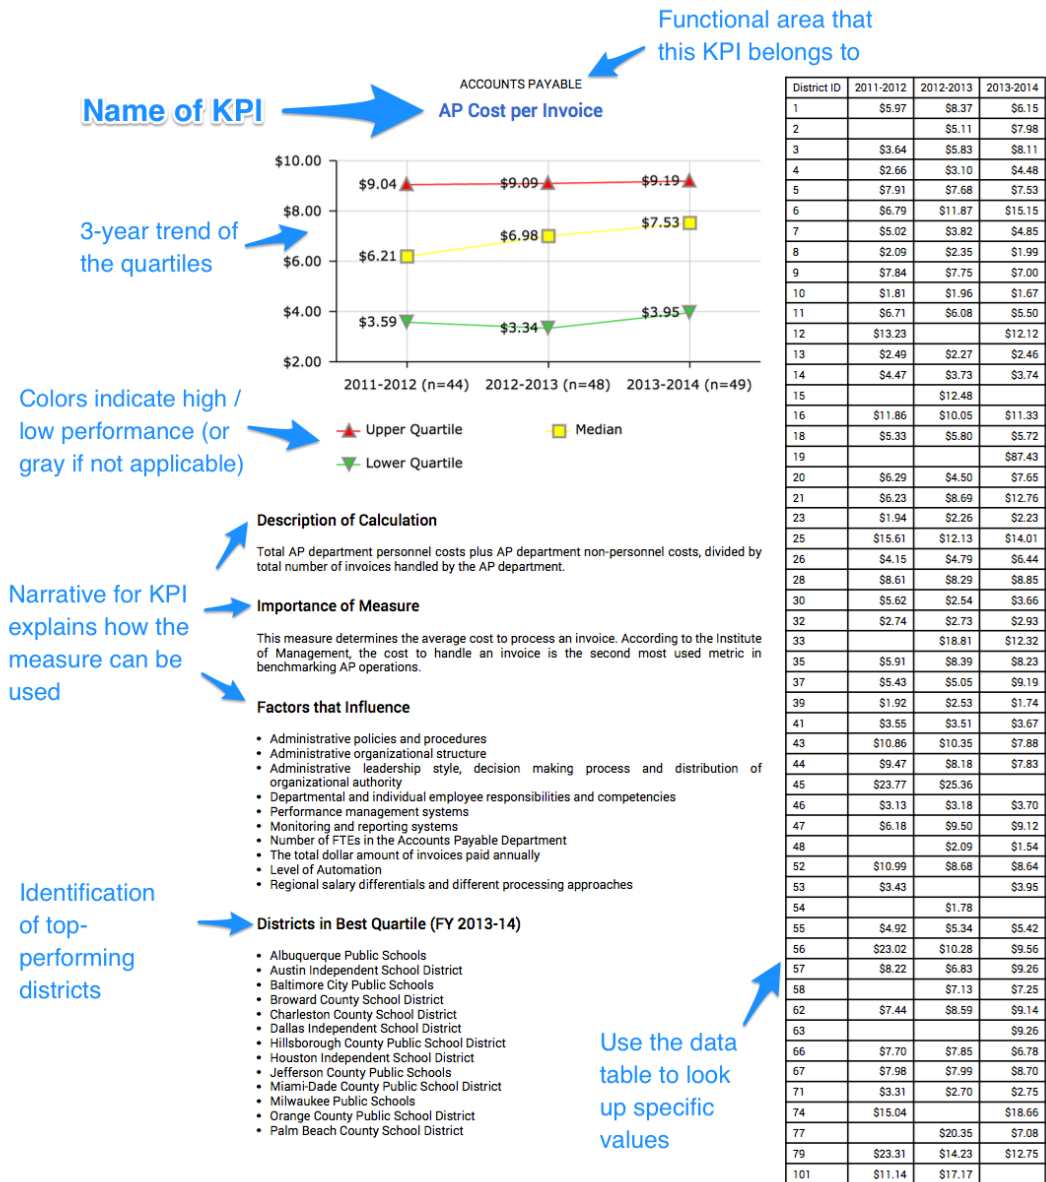 Functional area that
this KPI belongs to
ACCOUNTS PAYABLE
Name of KPI
AP Cost per Invoice
$10.00
$8.00
$6.00
$4.00
$2.00
$9.04
$9.09
$9.19
$6.21
$6.98
$7.53
$3.59
$3.34
$3.95
2011-2012 (n=44)
2012-2013 (n=48)
2013-2014 (n=49)
3-year trend of
the quartiles
Colors indicate high /
low performance (or
gray if not applicable)
Upper Quartile
Median
Lower Quartile
Narrative for KPI
explains how the
measure can be
used
Description of Calculation
Total AP department personnel costs plus AP department non-personnel costs, divided by
total number of invoices handled by the AP department.
Importance of Measure
This measure determines the average cost to process an invoice. According to the Institute
of Management, the cost to handle an invoice is the second most used metric in
benchmarking AP operations.
Factors that Influence
• Administrative policies and procedures
• Administrative organizational structure
• Administrative leadership style, decision making process and distribution of
organizational authority
• Departmental and individual employee responsibilities and competencies
• Performance management systems
• Monitoring and reporting systems
• Number of FTEs in the Accounts Payable Department
• The total dollar amount of invoices paid annually
• Level of Automation
• Regional salary differentials and different processing approaches
Identification
of top-
performing
districts
Districts in Best Quartile (FY 2013-14)
• Albuquerque Public Schools
• Austin Independent School District
• Baltimore City Public Schools
• Broward County School District
• Charleston County School District
• Dallas Independent School District
• Hillsborough County Public School District
• Houston Independent School District
• Jefferson County Public Schools
• Miami-Dade County Public School District
• Milwaukee Public Schools
• Orange County Public School District
• Palm Beach County School District
Use the data
table to look
up specific
values
District ID 2011-2012 2012-2013 2013-2014
1 $5.97 $8.37 $6.15
2 $5.11 $7.98
3 $3.64 $5.83 $8.11
4 $2.66 $3.10 $4.48
5 $7.91 $7.68 $7.53
6 $6.79 $11.87 $15.15
7 $5.02 $3.82 $4.85
8 $2.09 $2.35 $1.99
9 $7.84 $7.75 $7.00
10 $1.81 $1.96 $1.67
11 $6.71 $6.08 $5.50
12 $13.23 $12.12
13 $2.49 $2.27 $2.46
14 $4.47 $3.73 $3.74
15 $12.48
16 $11.86 $10.05 $11.33
18 $5.33 $5.80 $5.72
19 $87.43
20 $6.29 $4.50 $7.65
21 $6.23 $8.69 $12.76
23 $1.94 $2.26 $2.23
25 $15.61 $12.13 $14.01
26 $4.15 $4.79 $6.44
28 $8.61 $8.29 $8.85
30 $5.62 $2.54 $3.66
32 $2.74 $2.73 $2.93
33 $18.81 $12.32
35 $5.91 $8.39 $8.23
37 $5.43 $5.05 $9.19
39 $1.92 $2.53 $1.74
41 $3.55 $3.51 $3.67
43 $10.86 $10.35 $7.88
44 $9.47 $8.18 $7.83
45 $23.77 $25.36
46 $3.13 $3.18 $3.70
47 $6.18 $9.50 $9.12
48 $2.09 $1.54
52 $10.99 $8.68 $8.64
53 $3.43 $3.95
54 $1.78
55 $4.92 $5.34 $5.42
56 $23.02 $10.28 $9.56
57 $8.22 $6.83 $9.26
58 $7.13 $7.25
62 $7.44 $8.59 $9.14
63 $9.26
66 $7.70 $7.85 $6.78
67 $7.98 $7.99 $8.70
71 $3.31 $2.70 $2.75
74 $15.04 $18.66
77 $20.35 $7.08
79 $23.31 $14.23 $12.75
101 $11.14 $17.17